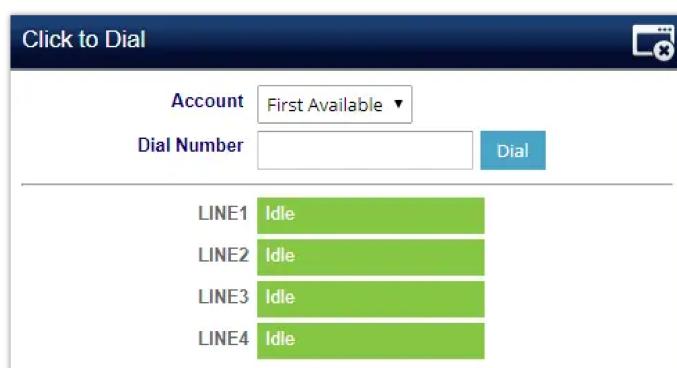 Click to Dial
Account First Available
Dial Number Dial
LINE1 Idle
LINE2 Idle
LINE3 Idle
LINE4 Idle